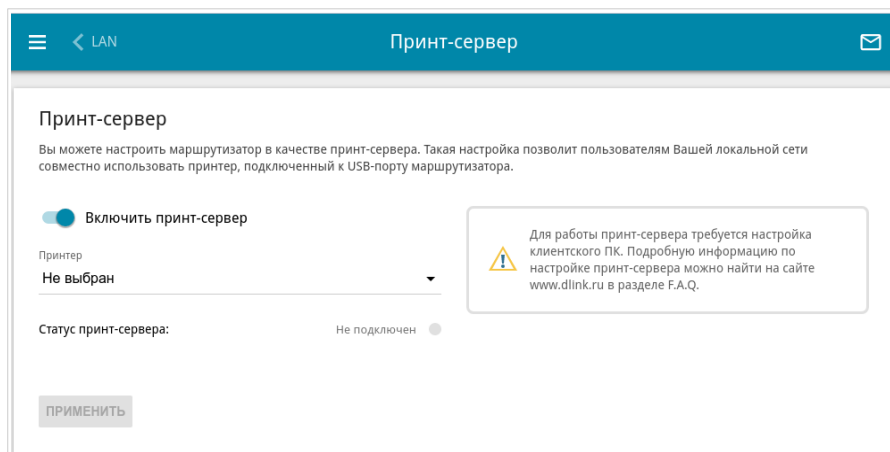 LAN
Принт-сервер
Принт-сервер
Вы можете настроить маршрутизатор в качестве принт-сервера. Такая настройка позволит пользователям Вашей локальной сети
совместно использовать принтер, подключенный к USB-порту маршрутизатора.
Включить принт-сервер
Принтер
Не выбран
Статус принт-сервера:
Не подключен
Для работы принт-сервера требуется настройка
клиентского ПК. Подробную информацию по
настройке принт-сервера можно найти на сайте
www.dlink.ru в разделе F.A.Q.
ПРИМЕНИТЬ